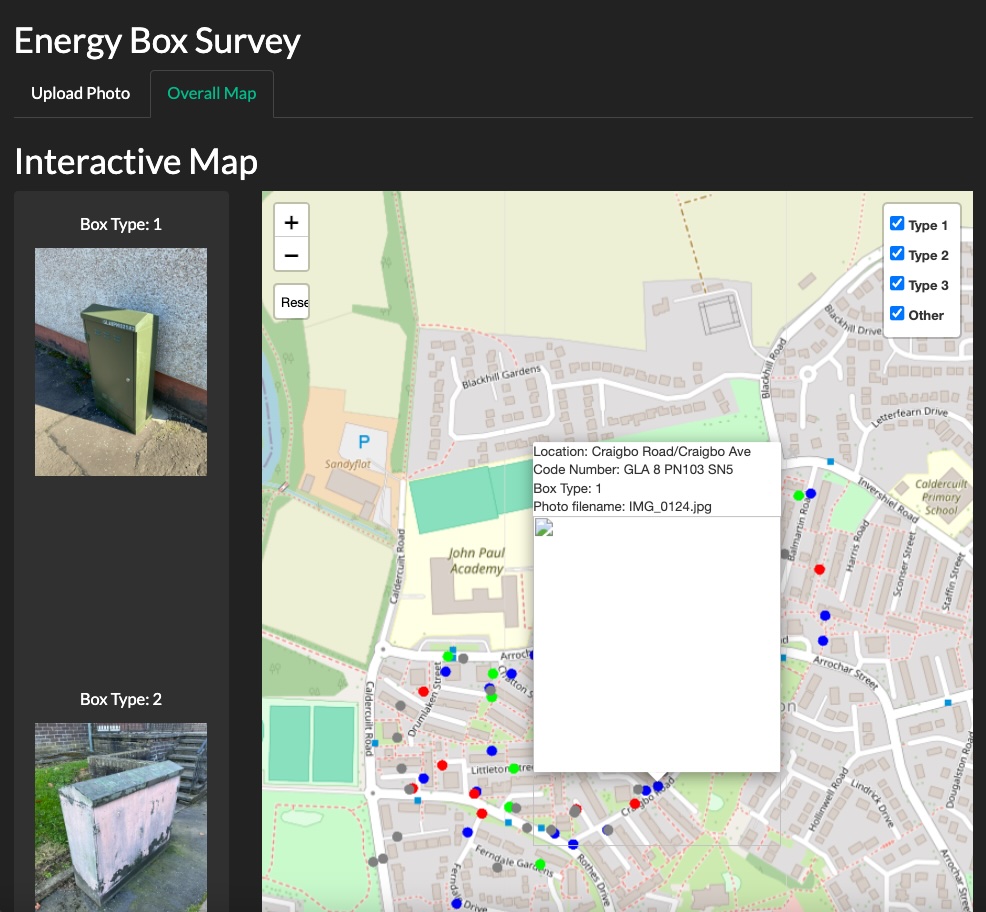 Energy Box Survey
Upload Photo
Overall Map
Interactive Map
Box Type: 1
Box Type: 2
+
−
Rese
Type 1
Type 2
Type 3
Other
Blackhill Drive
Blackhill Road
Blackhill Gardens
Letterfearn Drive
P
Sandyflat
Location: Craigbo Road/Craigbo Ave
Code Number: GLA 8 PN103 SN5
Box Type: 1
Photo filename: IMG_0124.jpg
Caldercuilt
Primary
School
Invershiel Road
Balmartin Road
Harris Road
Sconser Street
Staffin Street
Caldercuilt Road
John Paul
Academy
Arroch
Chatton S
Drumlaken Street
Caldercuilt Road
Arrochar Street
on
Littleton Street
Craigbo Road
Hollinwell Road
Lindrick Drive
Dougalston Road
Ferndale Gardens
Rothes Drive
Arrochar Street
Drive